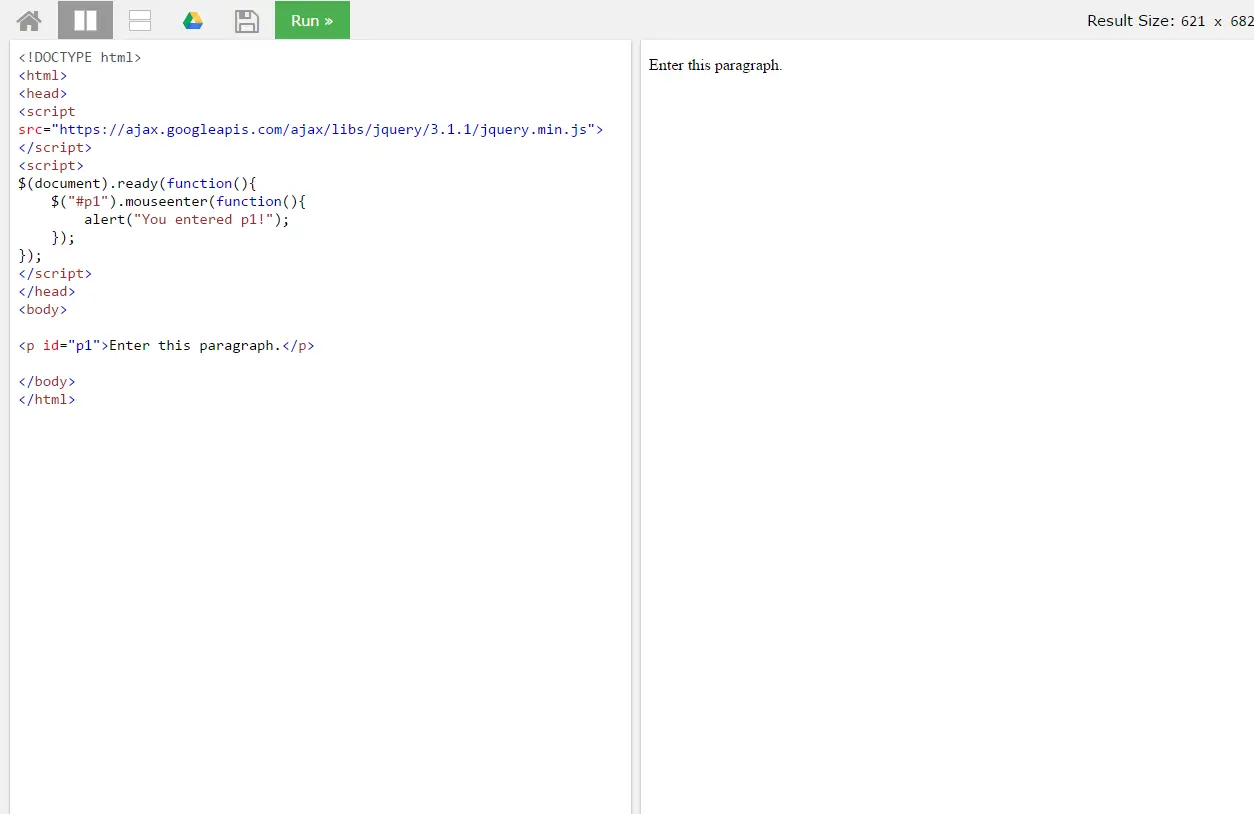 Run »
Result Size: 621 x 682
<!DOCTYPE html>
<html>
<head>
<script
src="https://ajax.googleapis.com/ajax/libs/jquery/3.1.1/jquery.min.js">
</script>
<script>
$(document).ready(function(){
    $("#p1").mouseenter(function(){
        alert("You entered p1!");
    });
});
</script>
</head>
<body>

<p id="p1">Enter this paragraph.</p>

</body>
</html>
Enter this paragraph.